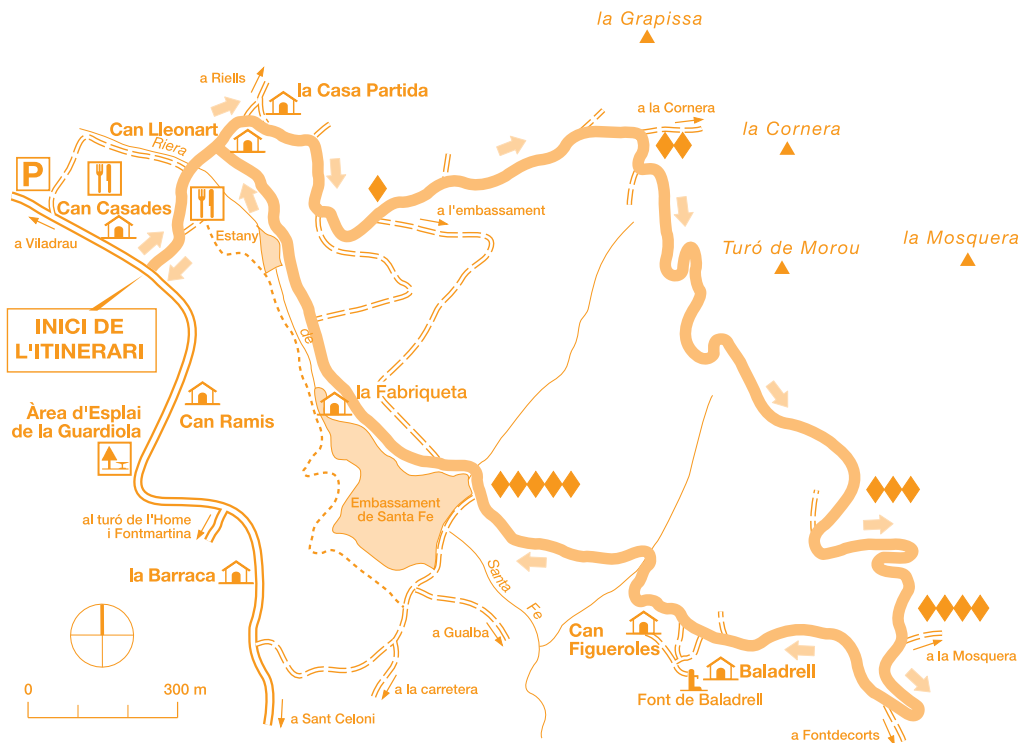 la Grapissa
a Riells
la Casa Partida
a la Cornera
Can Lleonart
la Cornera
Riera
P
Can Casades
a l'embassament
a Viladrau
Estany
Turó de Morou
la Mosquera
INICI DE
L'ITINERARI
de
la Fabriqueta
Àrea d'Esplai
de la Guardiola
Can Ramis
Embassament
de Santa Fe
al turó de l'Home
i Fontmartina
la Barraca
Santa
Fe
a Gualba
Can
Figueroles
a la Mosquera
Baladrell
Font de Baladrell
0
300 m
a la carretera
a Sant Celoni
a Fontdecorts